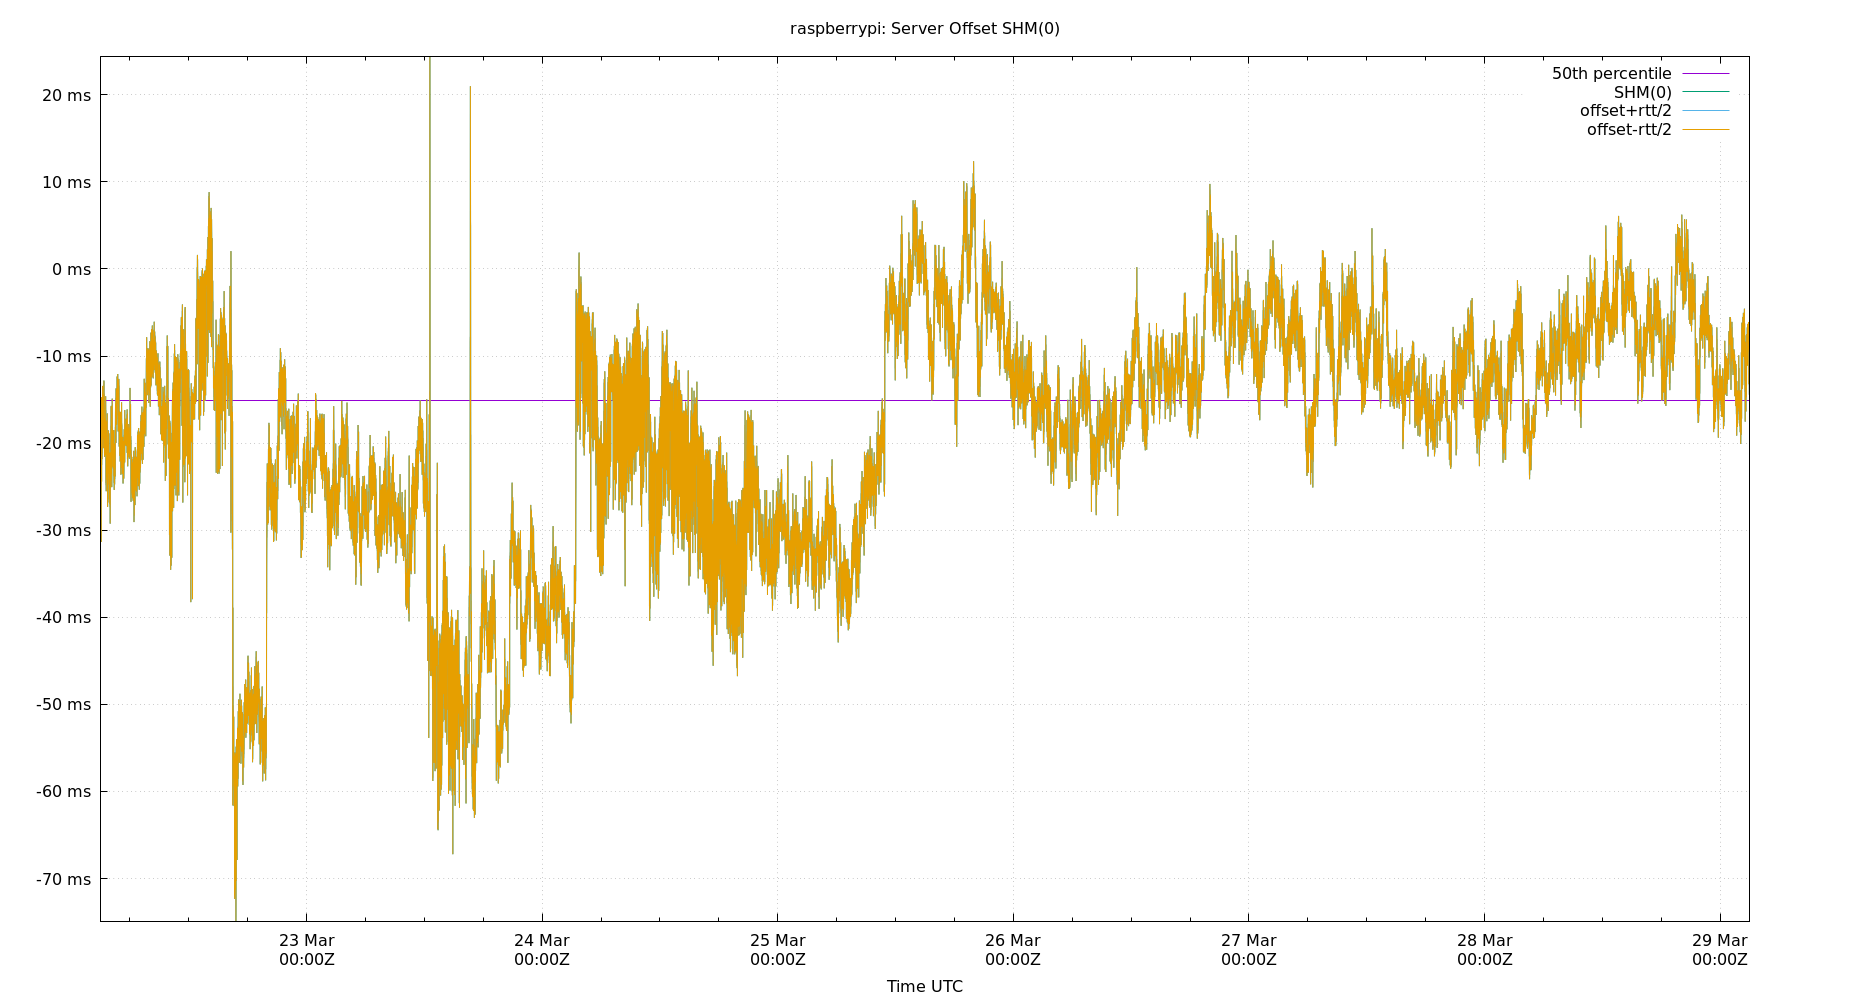 raspberrypi: Server Offset SHM(0)
50th percentile
SHM(0)
offset+rtt/2
offset-rtt/2
20 ms
10 ms
0 ms
-10 ms
-20 ms
-30 ms
-40 ms
-50 ms
-60 ms
-70 ms
23 Mar 24 Mar 25 Mar 26 Mar 27 Mar 28 Mar 29 Mar
00:00Z 00:00Z 00:00Z 00:00Z 00:00Z 00:00Z 00:00Z
Time UTC